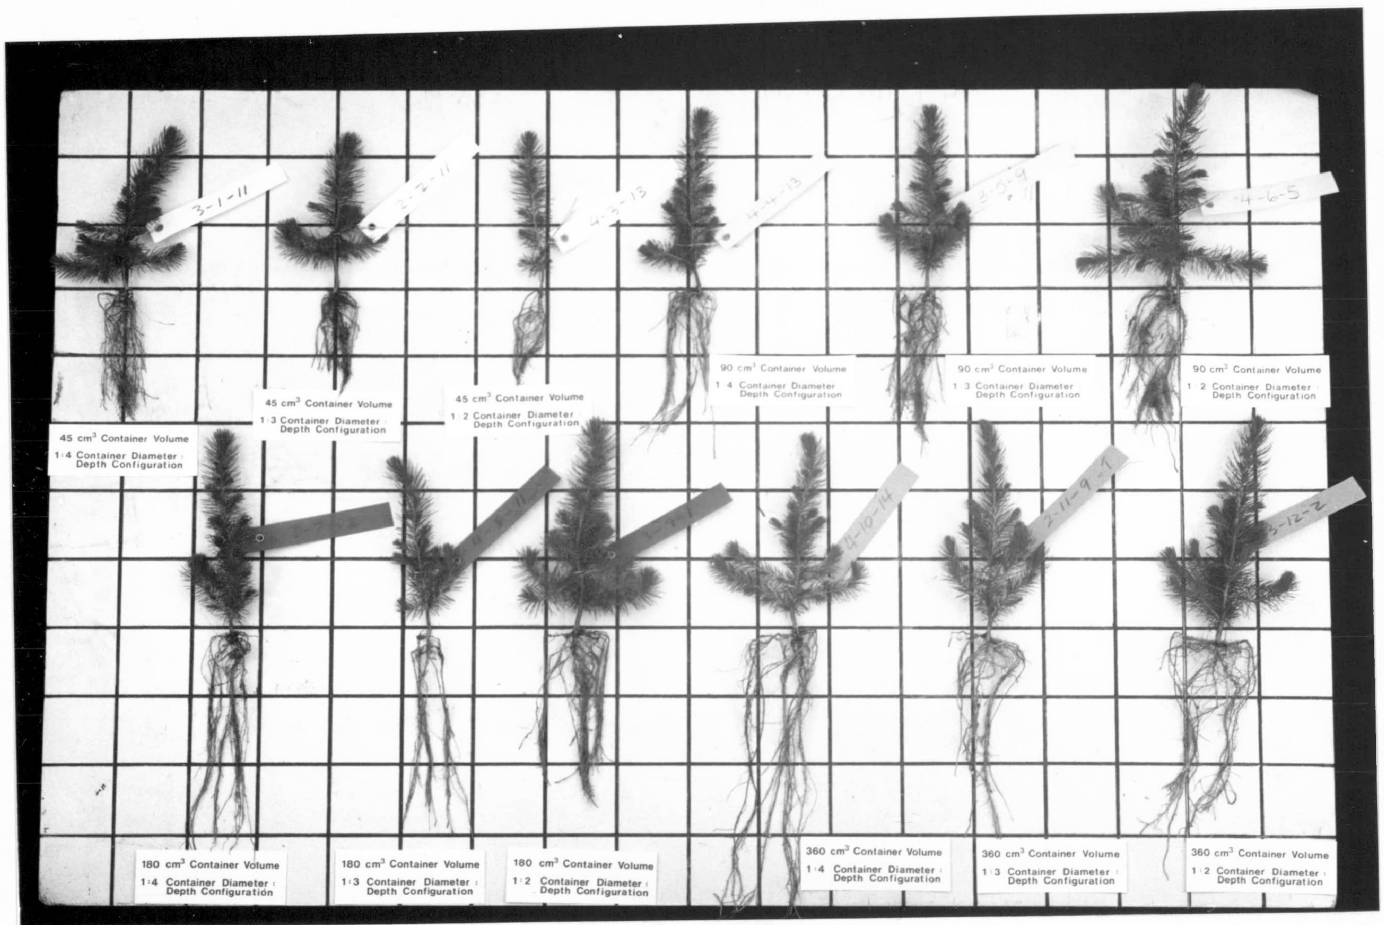 3-1-11
2-2-11
4-3-13
4-4-13
4-6-5
90 cm³ Container Volume
1:4 Container Diameter :
Depth Configuration
90 cm³ Container Volume
1:3 Container Diameter :
Depth Configuration
90 cm³ Container Volume
1:2 Container Diameter :
Depth Configuration
45 cm³ Container Volume
1:3 Container Diameter :
Depth Configuration
45 cm³ Container Volume
1:2 Container Diameter :
Depth Configuration
45 cm³ Container Volume
1:4 Container Diameter :
Depth Configuration
4-10-14
2-11-9-1
3-12-2
180 cm³ Container Volume
1:4 Container Diameter :
Depth Configuration
180 cm³ Container Volume
1:3 Container Diameter :
Depth Configuration
180 cm³ Container Volume
1:2 Container Diameter :
Depth Configuration
360 cm³ Container Volume
1:4 Container Diameter :
Depth Configuration
360 cm³ Container Volume
1:3 Container Diameter :
Depth Configuration
360 cm³ Container Volume
1:2 Container Diameter :
Depth Configuration